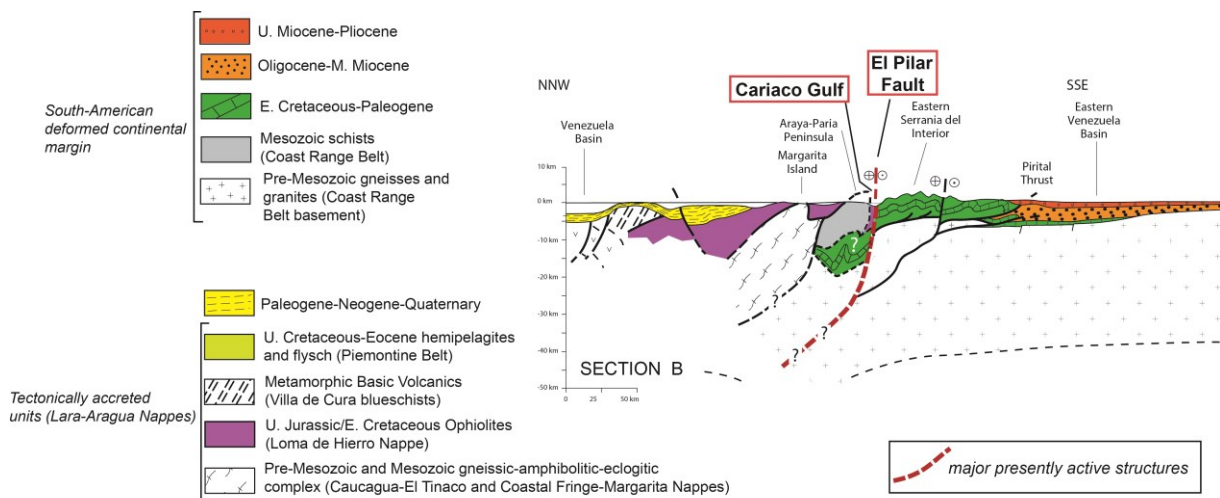 South-American
deformed continental
margin
U. Miocene-Pliocene
Oligocene-M. Miocene
E. Cretaceous-Paleogene
Mesozoic schists
(Coast Range Belt)
Pre-Mesozoic gneisses and
granites (Coast Range
Belt basement)
Paleogene-Neogene-Quaternary
Tectonically accreted
units (Lara-Aragua Nappes)
U. Cretaceous-Eocene hemipelagites
and flysch (Piemontine Belt)
Metamorphic Basic Volcanics
(Villa de Cura blueschists)
U. Jurassic/E. Cretaceous Ophiolites
(Loma de Hierro Nappe)
Pre-Mesozoic and Mesozoic gneissic-amphibolitic-eclogitic
complex (Caucagua-El Tinaco and Coastal Fringe-Margarita Nappes)
NNW
SSE
Cariaco Gulf
El Pilar
Fault
Venezuela
Basin
Margarita
Island
Araya-Paria
Peninsula
Eastern
Serrania del
Interior
Pirital
Thrust
Eastern
Venezuela
Basin
10 km
0 km
-10 km
-20 km
-30 km
-40 km
-50 km
0 25 50 km
?
?
?
?
SECTION B
major presently active structures